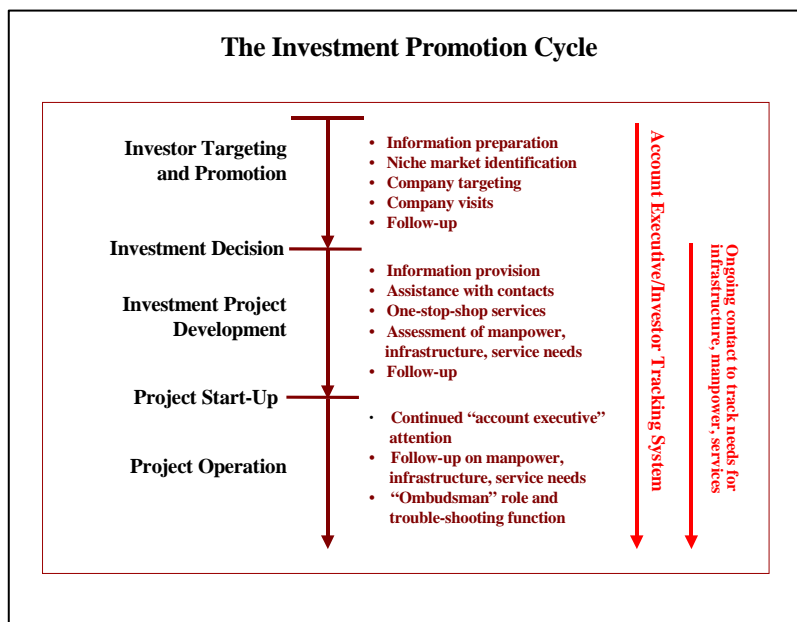 The Investment Promotion Cycle
Investor Targeting
and Promotion
• Information preparation
• Niche market identification
• Company targeting
• Company visits
• Follow-up
Investment Decision
Investment Project
Development
• Information provision
• Assistance with contacts
• One-stop-shop services
• Assessment of manpower,
infrastructure, service needs
• Follow-up
Project Start-Up
Project Operation
• Continued “account executive”
attention
• Follow-up on manpower,
infrastructure, service needs
• “Ombudsman” role and
trouble-shooting function
Account Executive/Investor Tracking System
Ongoing contact to track needs for
infrastructure, manpower, services